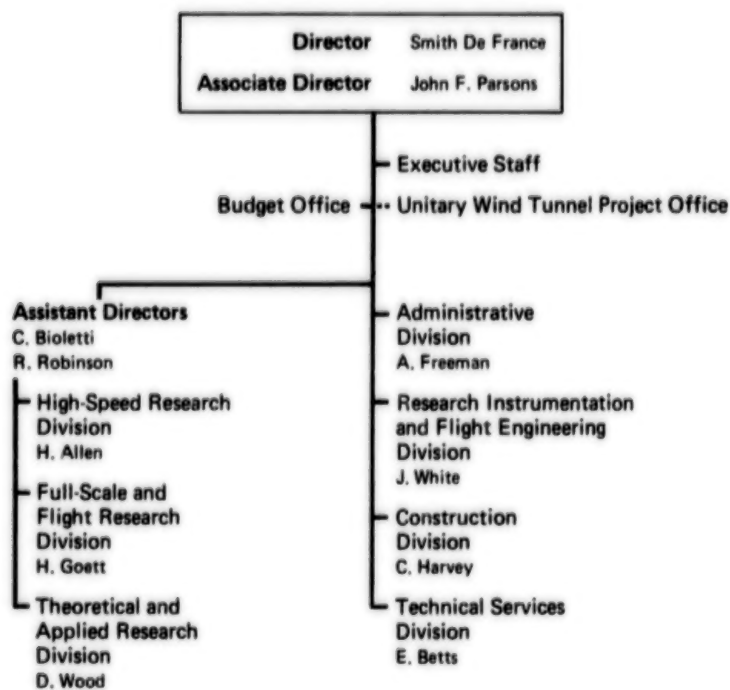 Director Smith De France
Associate Director John F. Parsons
Executive Staff
Budget Office Unitary Wind Tunnel Project Office
Assistant Directors
C. Bioletti
R. Robinson
High-Speed Research
Division
H. Allen
Full-Scale and
Flight Research
Division
H. Goett
Theoretical and
Applied Research
Division
D. Wood
Administrative
Division
A. Freeman
Research Instrumentation
and Flight Engineering
Division
J. White
Construction
Division
C. Harvey
Technical Services
Division
E. Betts